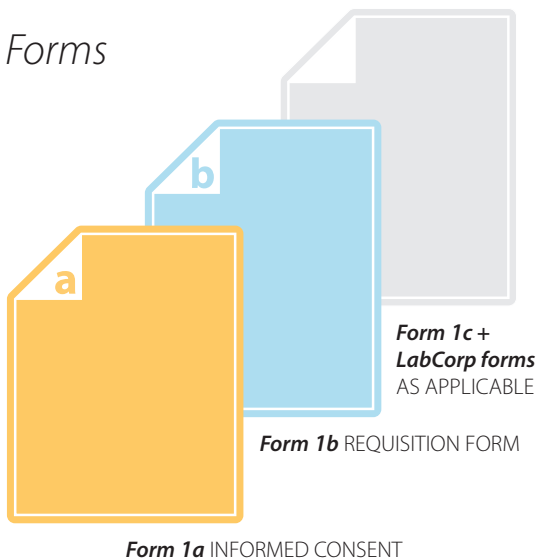 Forms
b
a
Form 1c +
LabCorp forms
AS APPLICABLE
Form 1b REQUISITION FORM
Form 1a INFORMED CONSENT